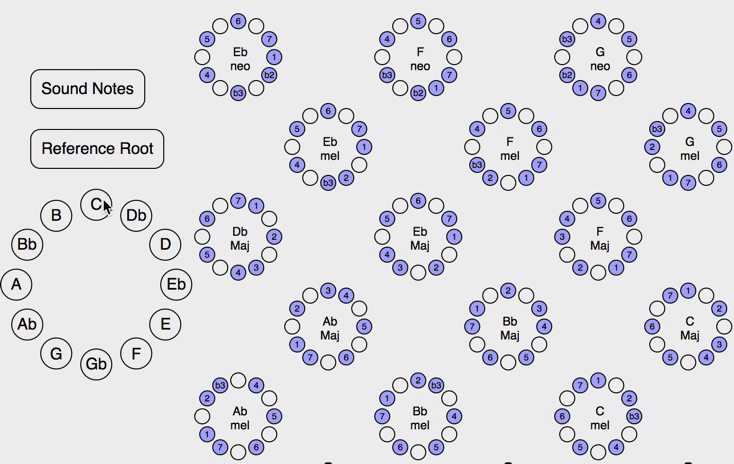 Sound Notes
Reference Root
C
Db
D
Eb
E
F
Gb
G
Ab
A
Bb
B
Eb
neo
6 7 1 b2 b3 4 5
F
neo
5 6 7 1 b2 b3 4
G
neo
4 5 6 7 1 b2 b3
Eb
mel
6 7 1 2 b3 4 5
F
mel
5 6 7 1 2 b3 4
G
mel
4 5 6 7 1 2 b3
Db
Maj
7 1 2 3 4 5 6
Eb
Maj
6 7 1 2 3 4 5
F
Maj
5 6 7 1 2 3 4
Ab
Maj
3 4 5 6 7 1 2
Bb
Maj
2 3 4 5 6 7 1
C
Maj
1 2 3 4 5 6 7
Ab
mel
4 5 6 7 1 2 b3
Bb
mel
2 b3 4 5 6 7 1
C
mel
1 2 b3 4 5 6 7